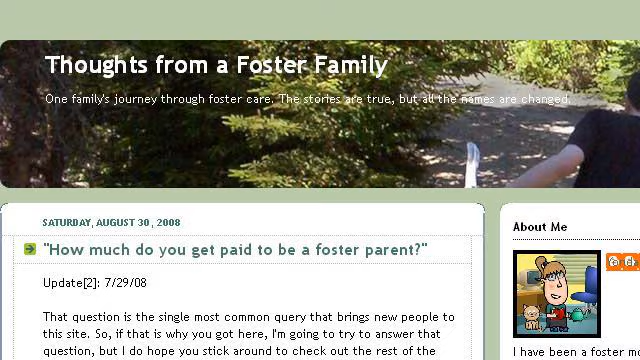 Thoughts from a Foster Family
One family's journey through foster care. The stories are true, but all the names are changed.
SATURDAY, AUGUST 30, 2008
"How much do you get paid to be a foster parent?"
Update[2]: 7/29/08
That question is the single most common query that brings new people to
this site. So, if that is why you got here, I'm going to try to answer that
question, but I do hope you stick around to check out the rest of the
About Me
I have been a foster